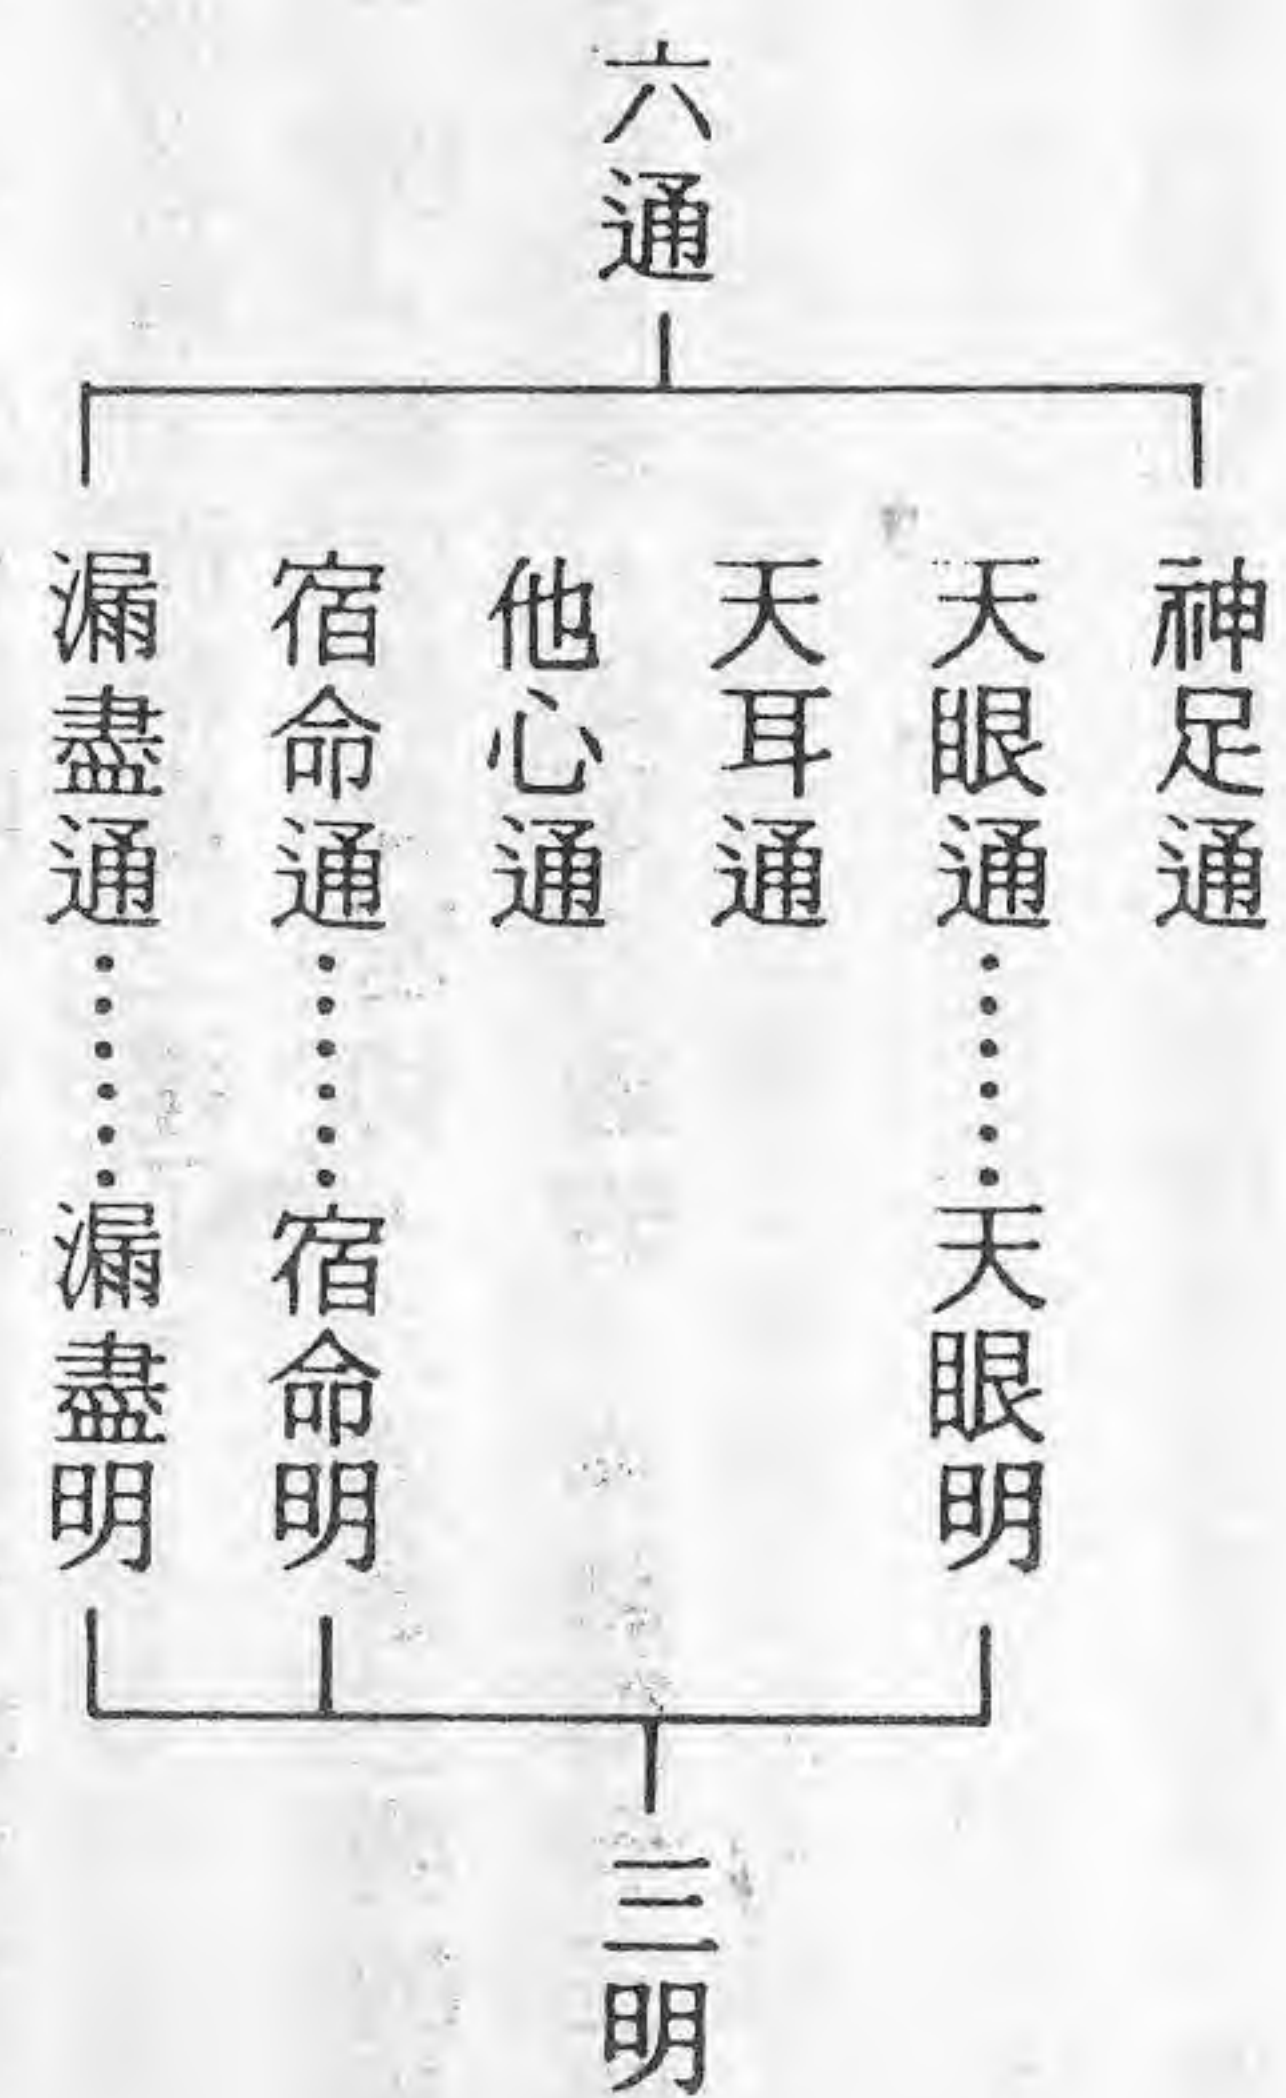 六通
神足通
天眼通……天眼明
天耳通
他心通
宿命通……宿命明
漏盡通……漏盡明
三明